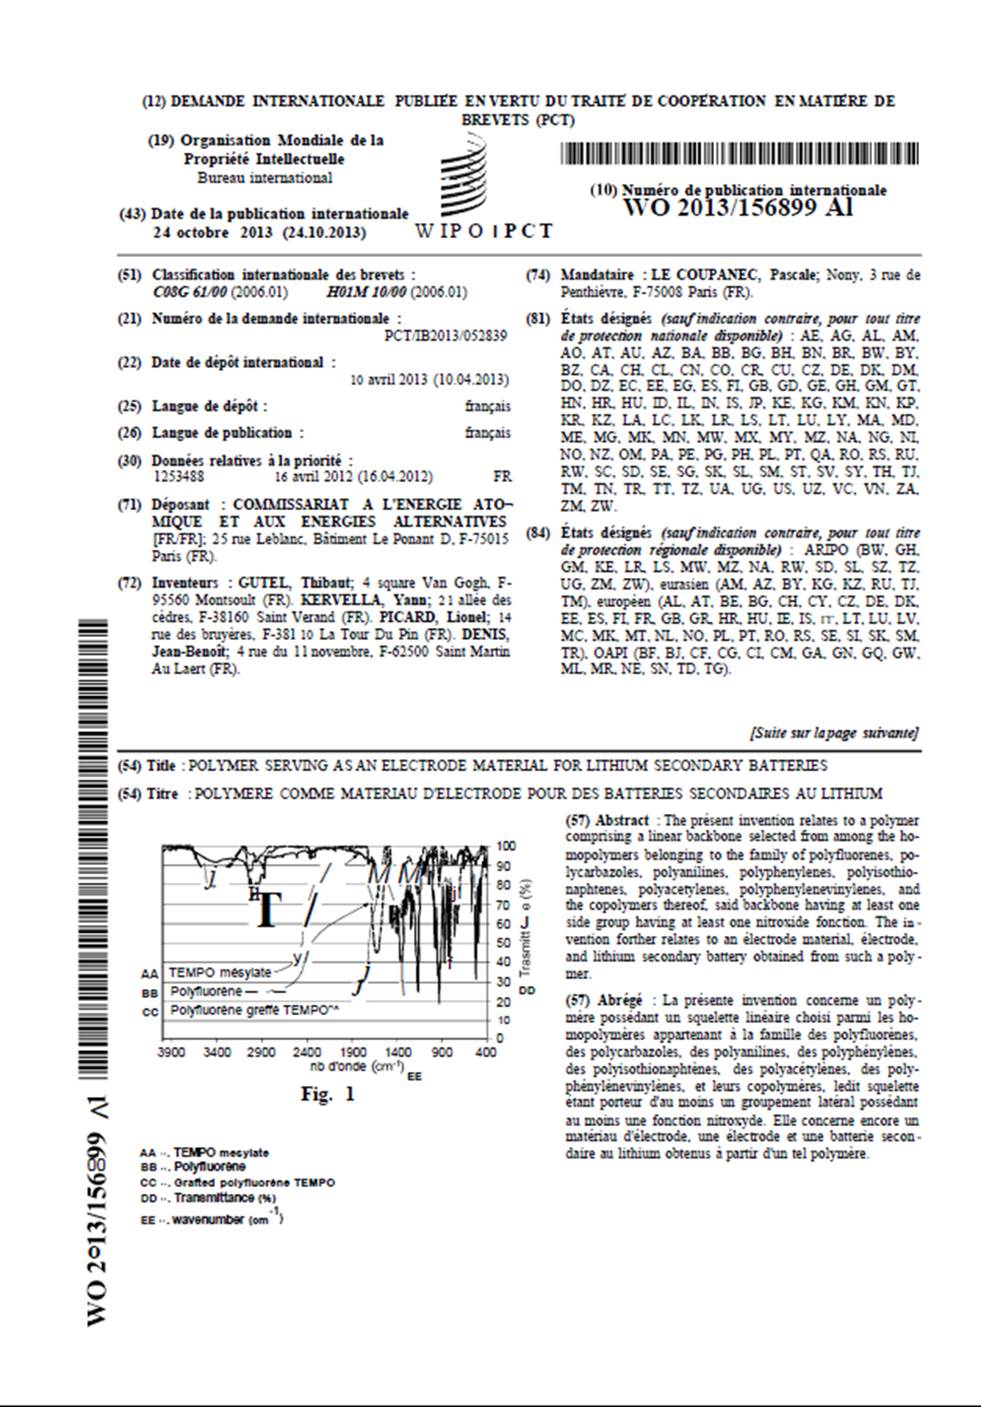 (12) DEMANDE INTERNATIONALE PUBLIÉE EN VERTU DU TRAITÉ DE COOPÉRATION EN MATIÈRE DE
BREVETS (PCT)
(19) Organisation Mondiale de la
Propriété Intellectuelle
Bureau international
(43) Date de la publication internationale
24 octobre 2013 (24.10.2013)
WIPO | PCT
(10) Numéro de publication internationale
WO 2013/156899 A1
(51) Classification internationale des brevets :
C08G 61/00 (2006.01) H01M 10/00 (2006.01)
(21) Numéro de la demande internationale :
PCT/IB2013/052839
(22) Date de dépôt international :
10 avril 2013 (10.04.2013)
(25) Langue de dépôt : français
(26) Langue de publication : français
(30) Données relatives à la priorité :
1253488 16 avril 2012 (16.04.2012) FR
(71) Déposant : COMMISSARIAT A L'ENERGIE ATO-
MIQUE ET AUX ENERGIES ALTERNATIVES
[FR/FR]; 25 rue Leblanc, Bâtiment Le Ponant D, F-75015
Paris (FR).
(72) Inventeurs : GUTEL, Thibaut; 4 square Van Gogh, F-
95560 Montsoult (FR). KERVELLA, Yann; 21 allée des
cèdres, F-38160 Saint Verand (FR). PICARD, Lionel; 14
rue des bruyères, F-381 10 La Tour Du Pin (FR). DENIS,
Jean-Benoît; 4 rue du 11 novembre, F-62500 Saint Martin
Au Laert (FR).
(74) Mandataire : LE COUPANEC, Pascale; Nony, 3 rue de
Penthièvre, F-75008 Paris (FR).
(81) États désignés (sauf indication contraire, pour tout titre
de protection nationale disponible) : AE, AG, AL, AM,
AO, AT, AU, AZ, BA, BB, BG, BH, BN, BR, BW, BY,
BZ, CA, CH, CL, CN, CO, CR, CU, CZ, DE, DK, DM,
DO, DZ, EC, EE, EG, ES, FI, GB, GD, GE, GH, GM, GT,
HN, HR, HU, ID, IL, IN, IS, JP, KE, KG, KM, KN, KP,
KR, KZ, LA, LC, LK, LR, LS, LT, LU, LY, MA, MD,
ME, MG, MK, MN, MW, MX, MY, MZ, NA, NG, NI,
NO, NZ, OM, PA, PE, PG, PH, PL, PT, QA, RO, RS, RU,
RW, SC, SD, SE, SG, SK, SL, SM, ST, SV, SY, TH, TJ,
TM, TN, TR, TT, TZ, UA, UG, US, UZ, VC, VN, ZA,
ZM, ZW.
(84) États désignés (sauf indication contraire, pour tout titre
de protection régionale disponible) : ARIPO (BW, GH,
GM, KE, LR, LS, MW, MZ, NA, RW, SD, SL, SZ, TZ,
UG, ZM, ZW), eurasien (AM, AZ, BY, KG, KZ, RU, TJ,
TM), européen (AL, AT, BE, BG, CH, CY, CZ, DE, DK,
EE, ES, FI, FR, GB, GR, HR, HU, IE, IS, IT, LT, LU, LV,
MC, MK, MT, NL, NO, PL, PT, RO, RS, SE, SI, SK, SM,
TR), OAPI (BF, BJ, CF, CG, CI, CM, GA, GN, GQ, GW,
ML, MR, NE, SN, TD, TG).
[Suite sur la page suivante]
(54) Title : POLYMER SERVING AS AN ELECTRODE MATERIAL FOR LITHIUM SECONDARY BATTERIES
(54) Titre : POLYMERE COMME MATERIAU D'ELECTRODE POUR DES BATTERIES SECONDAIRES AU LITHIUM
100
90
80
70
60
50
40
30
20
10
0
DD
AA TEMPO mésylate
BB Polyfluorène
CC Polyfluorène greffé TEMPO"^
3900 3400 2900 2400 1900 1400 900 400
nb d'onde (cm-1)
EE
Fig. 1
AA ... TEMPO mecylate
BB ... Polyfluorène
CC ... Grafted polyfluorène TEMPO
DD ... Transmittance (%)
EE ... wavenumber (cm-1)
(57) Abstract : The présent invention relates to a polymer
comprising a linear backbone selected from among the ho-
mopolymers belonging to the family of polyfluorenes, po-
lycarbazoles, polyanilines, polyphenylenes, polyisothio-
naphtenes, polyacetylenes, polyphenylenevinylenes, and
the copolymers thereof, said backbone having at least one
side group having at least one nitroxide fonction. The in-
vention forther relates to an électrode material, électrode,
and lithium secondary battery obtained from such a poly-
mer.
(57) Abrégé : La présente invention concerne un poly-
mère possédant un squelette linéaire choisi parmi les ho-
mopolymères appartenant à la famille des polyfluorènes,
des polycarbazoles, des polyanilines, des polyphénylènes,
des polyisothionaphtènes, des polyacétylènes, des poly-
phénylènevinylènes, et leurs copolymères, ledit squelette
étant porteur d'au moins un groupement latéral possédant
au moins une fonction nitroxyde. Elle concerne encore un
matériau d'électrode, une électrode et une batterie secon-
daire au lithium obtenus à partir d'un tel polymère.
WO 2013/156899 A1